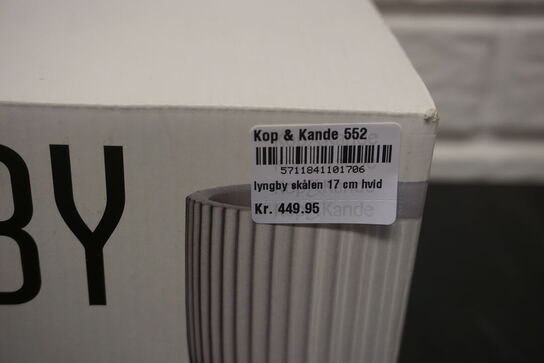 Kop & Kande 552
5711841101706
lyngby skålen 17 cm hvid
Kr. 449.95
BY